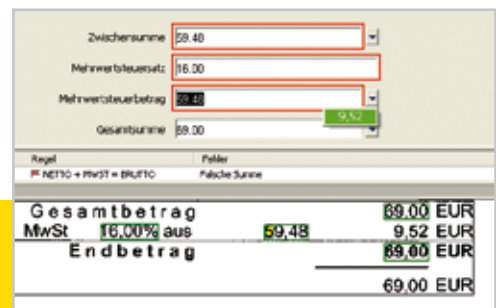 Zwischensumme 59.48
Mehrwertsteuersatz 16.00
Mehrwertsteuerbetrag 59.48
9,52
Gesamtsumme 69.00
Regel Fehler
NETTO + MWST = BRUTTO Falsche Summe
Gesamtbetrag 69.00 EUR
MwSt 16,00% aus 59,48 9,52 EUR
Endbetrag 69,00 EUR
69,00 EUR